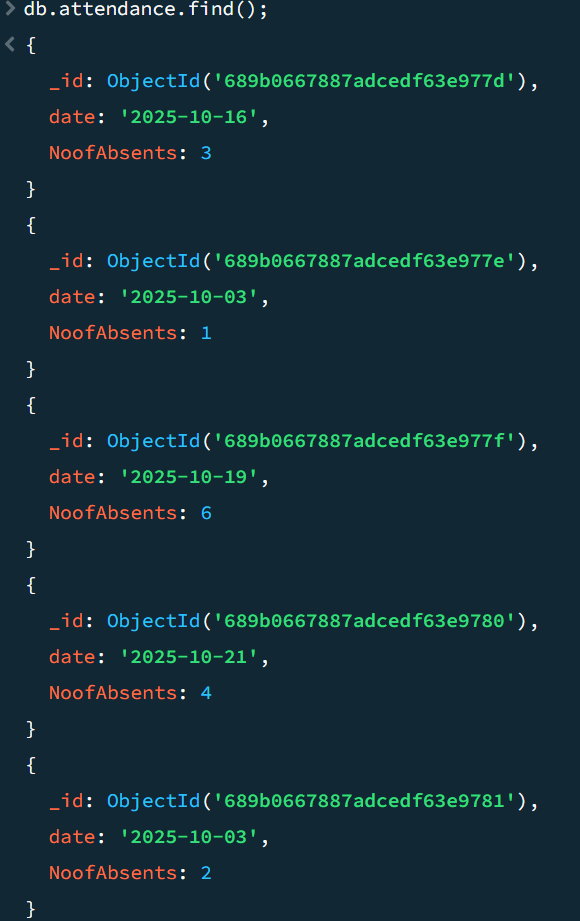 db.attendance.find();
{
_id: ObjectId('689b0667887adcedf63e977d'),
date: '2025-10-16',
NoofAbsents: 3
}
{
_id: ObjectId('689b0667887adcedf63e977e'),
date: '2025-10-03',
NoofAbsents: 1
}
{
_id: ObjectId('689b0667887adcedf63e977f'),
date: '2025-10-19',
NoofAbsents: 6
}
{
_id: ObjectId('689b0667887adcedf63e9780'),
date: '2025-10-21',
NoofAbsents: 4
}
{
_id: ObjectId('689b0667887adcedf63e9781'),
date: '2025-10-03',
NoofAbsents: 2
}